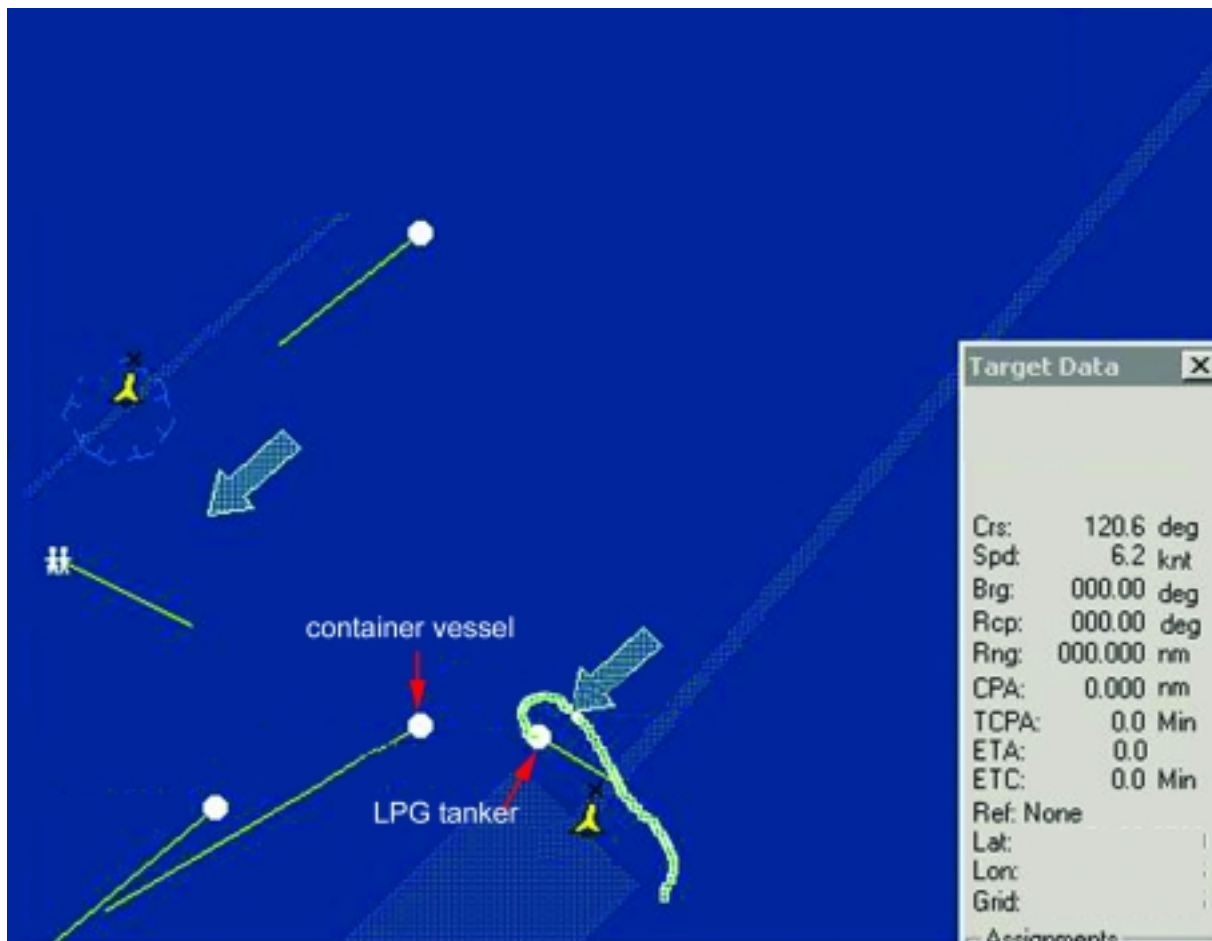 Target Data
Crs: 120.6 deg
Spd: 6.2 knt
Brg: 000.00 deg
Rcp: 000.00 deg
Rng: 000.000 nm
CPA: 0.000 nm
TCPA: 0.0 Min
ETA: 0.0
ETC: 0.0 Min
Ref: None
Lat:
Lon:
Grid:
Assignments
container vessel
LPG tanker